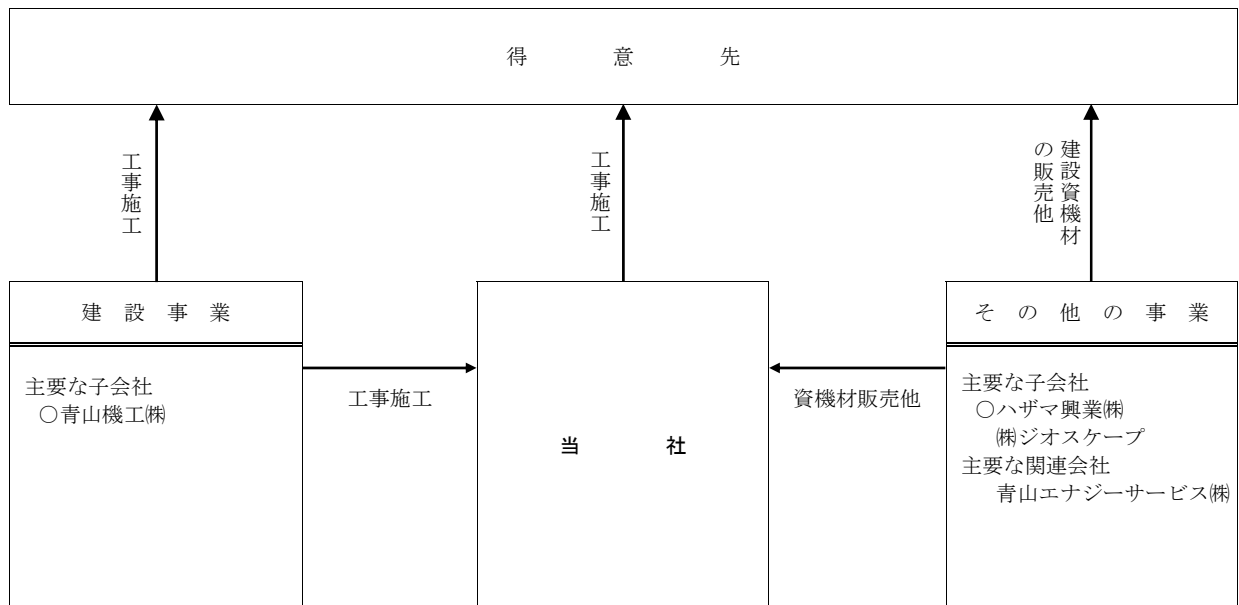 得意先
工事施工
工事施工
建設資機材
の販売他
建設事業
主要な子会社
○青山機工㈱
工事施工
当社
資機材販売他
その他の事業
主要な子会社
○ハザマ興業㈱
㈱ジオスケープ
主要な関連会社
青山エナジーサービス㈱